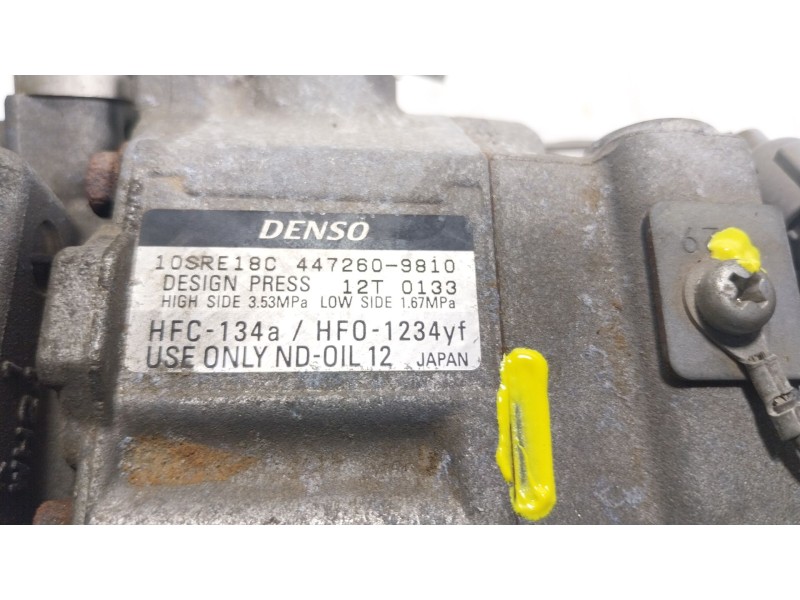 DENSO
10SRE18C 447260-9810
DESIGN PRESS 12T 0133
HIGH SIDE 3.53MPa LOW SIDE 1.67MPa
HFC-134a / HFO-1234yf
USE ONLY ND-OIL 12 JAPAN